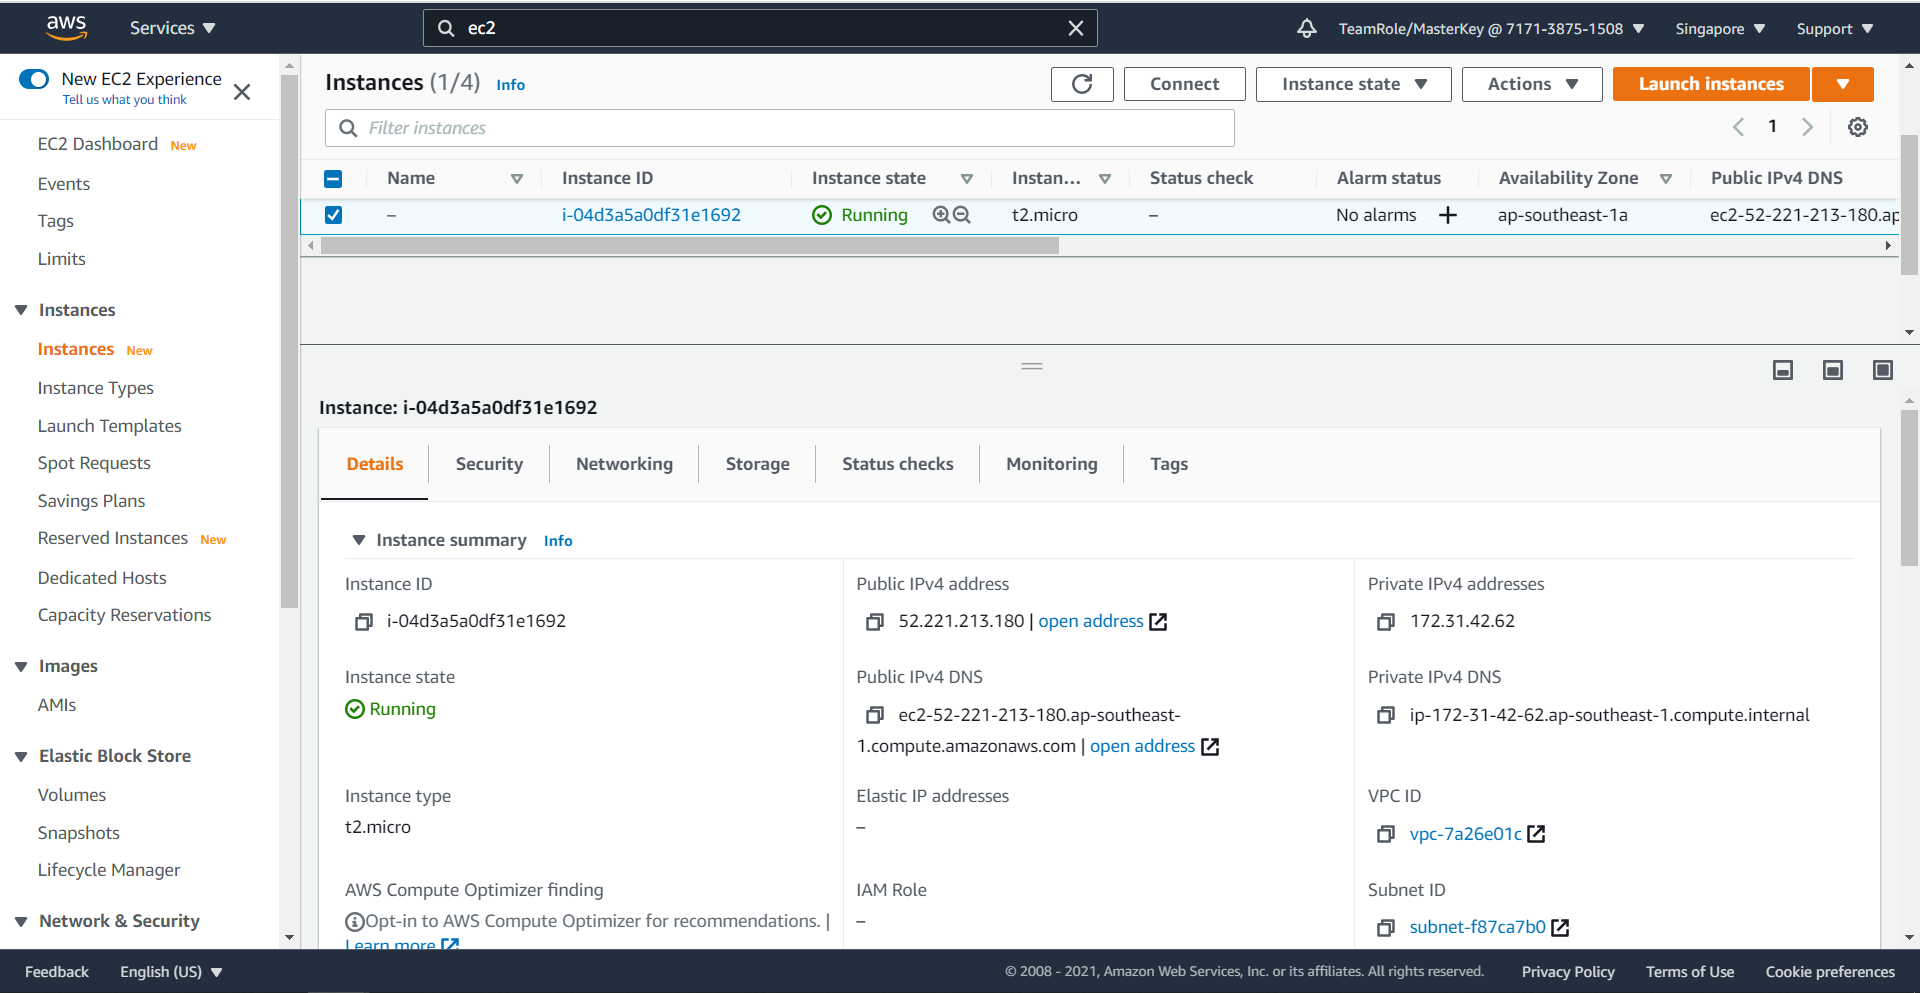 aws
Services
ec2
TeamRole/MasterKey @ 7171-3875-1508
Singapore
Support
New EC2 Experience
Tell us what you think
EC2 Dashboard New
Events
Tags
Limits
Instances
Instances New
Instance Types
Launch Templates
Spot Requests
Savings Plans
Reserved Instances New
Dedicated Hosts
Capacity Reservations
Images
AMIs
Elastic Block Store
Volumes
Snapshots
Lifecycle Manager
Network & Security
Instances (1/4) Info
Connect
Instance state
Actions
Launch instances
Filter instances
1
Name Instance ID Instance state Instan... Status check Alarm status Availability Zone Public IPv4 DNS
– i-04d3a5a0df31e1692 Running t2.micro – No alarms + ap-southeast-1a ec2-52-221-213-180.ap
Instance: i-04d3a5a0df31e1692
Details Security Networking Storage Status checks Monitoring Tags
Instance summary Info
Instance ID
i-04d3a5a0df31e1692
Public IPv4 address
52.221.213.180 | open address
Private IPv4 addresses
172.31.42.62
Instance state
Running
Public IPv4 DNS
ec2-52-221-213-180.ap-southeast-
1.compute.amazonaws.com | open address
Private IPv4 DNS
ip-172-31-42-62.ap-southeast-1.compute.internal
Instance type
t2.micro
Elastic IP addresses
–
VPC ID
vpc-7a26e01c
AWS Compute Optimizer finding
Opt-in to AWS Compute Optimizer for recommendations. |
Learn more
IAM Role
–
Subnet ID
subnet-f87ca7b0
Feedback
English (US)
© 2008 - 2021, Amazon Web Services, Inc. or its affiliates. All rights reserved.
Privacy Policy
Terms of Use
Cookie preferences